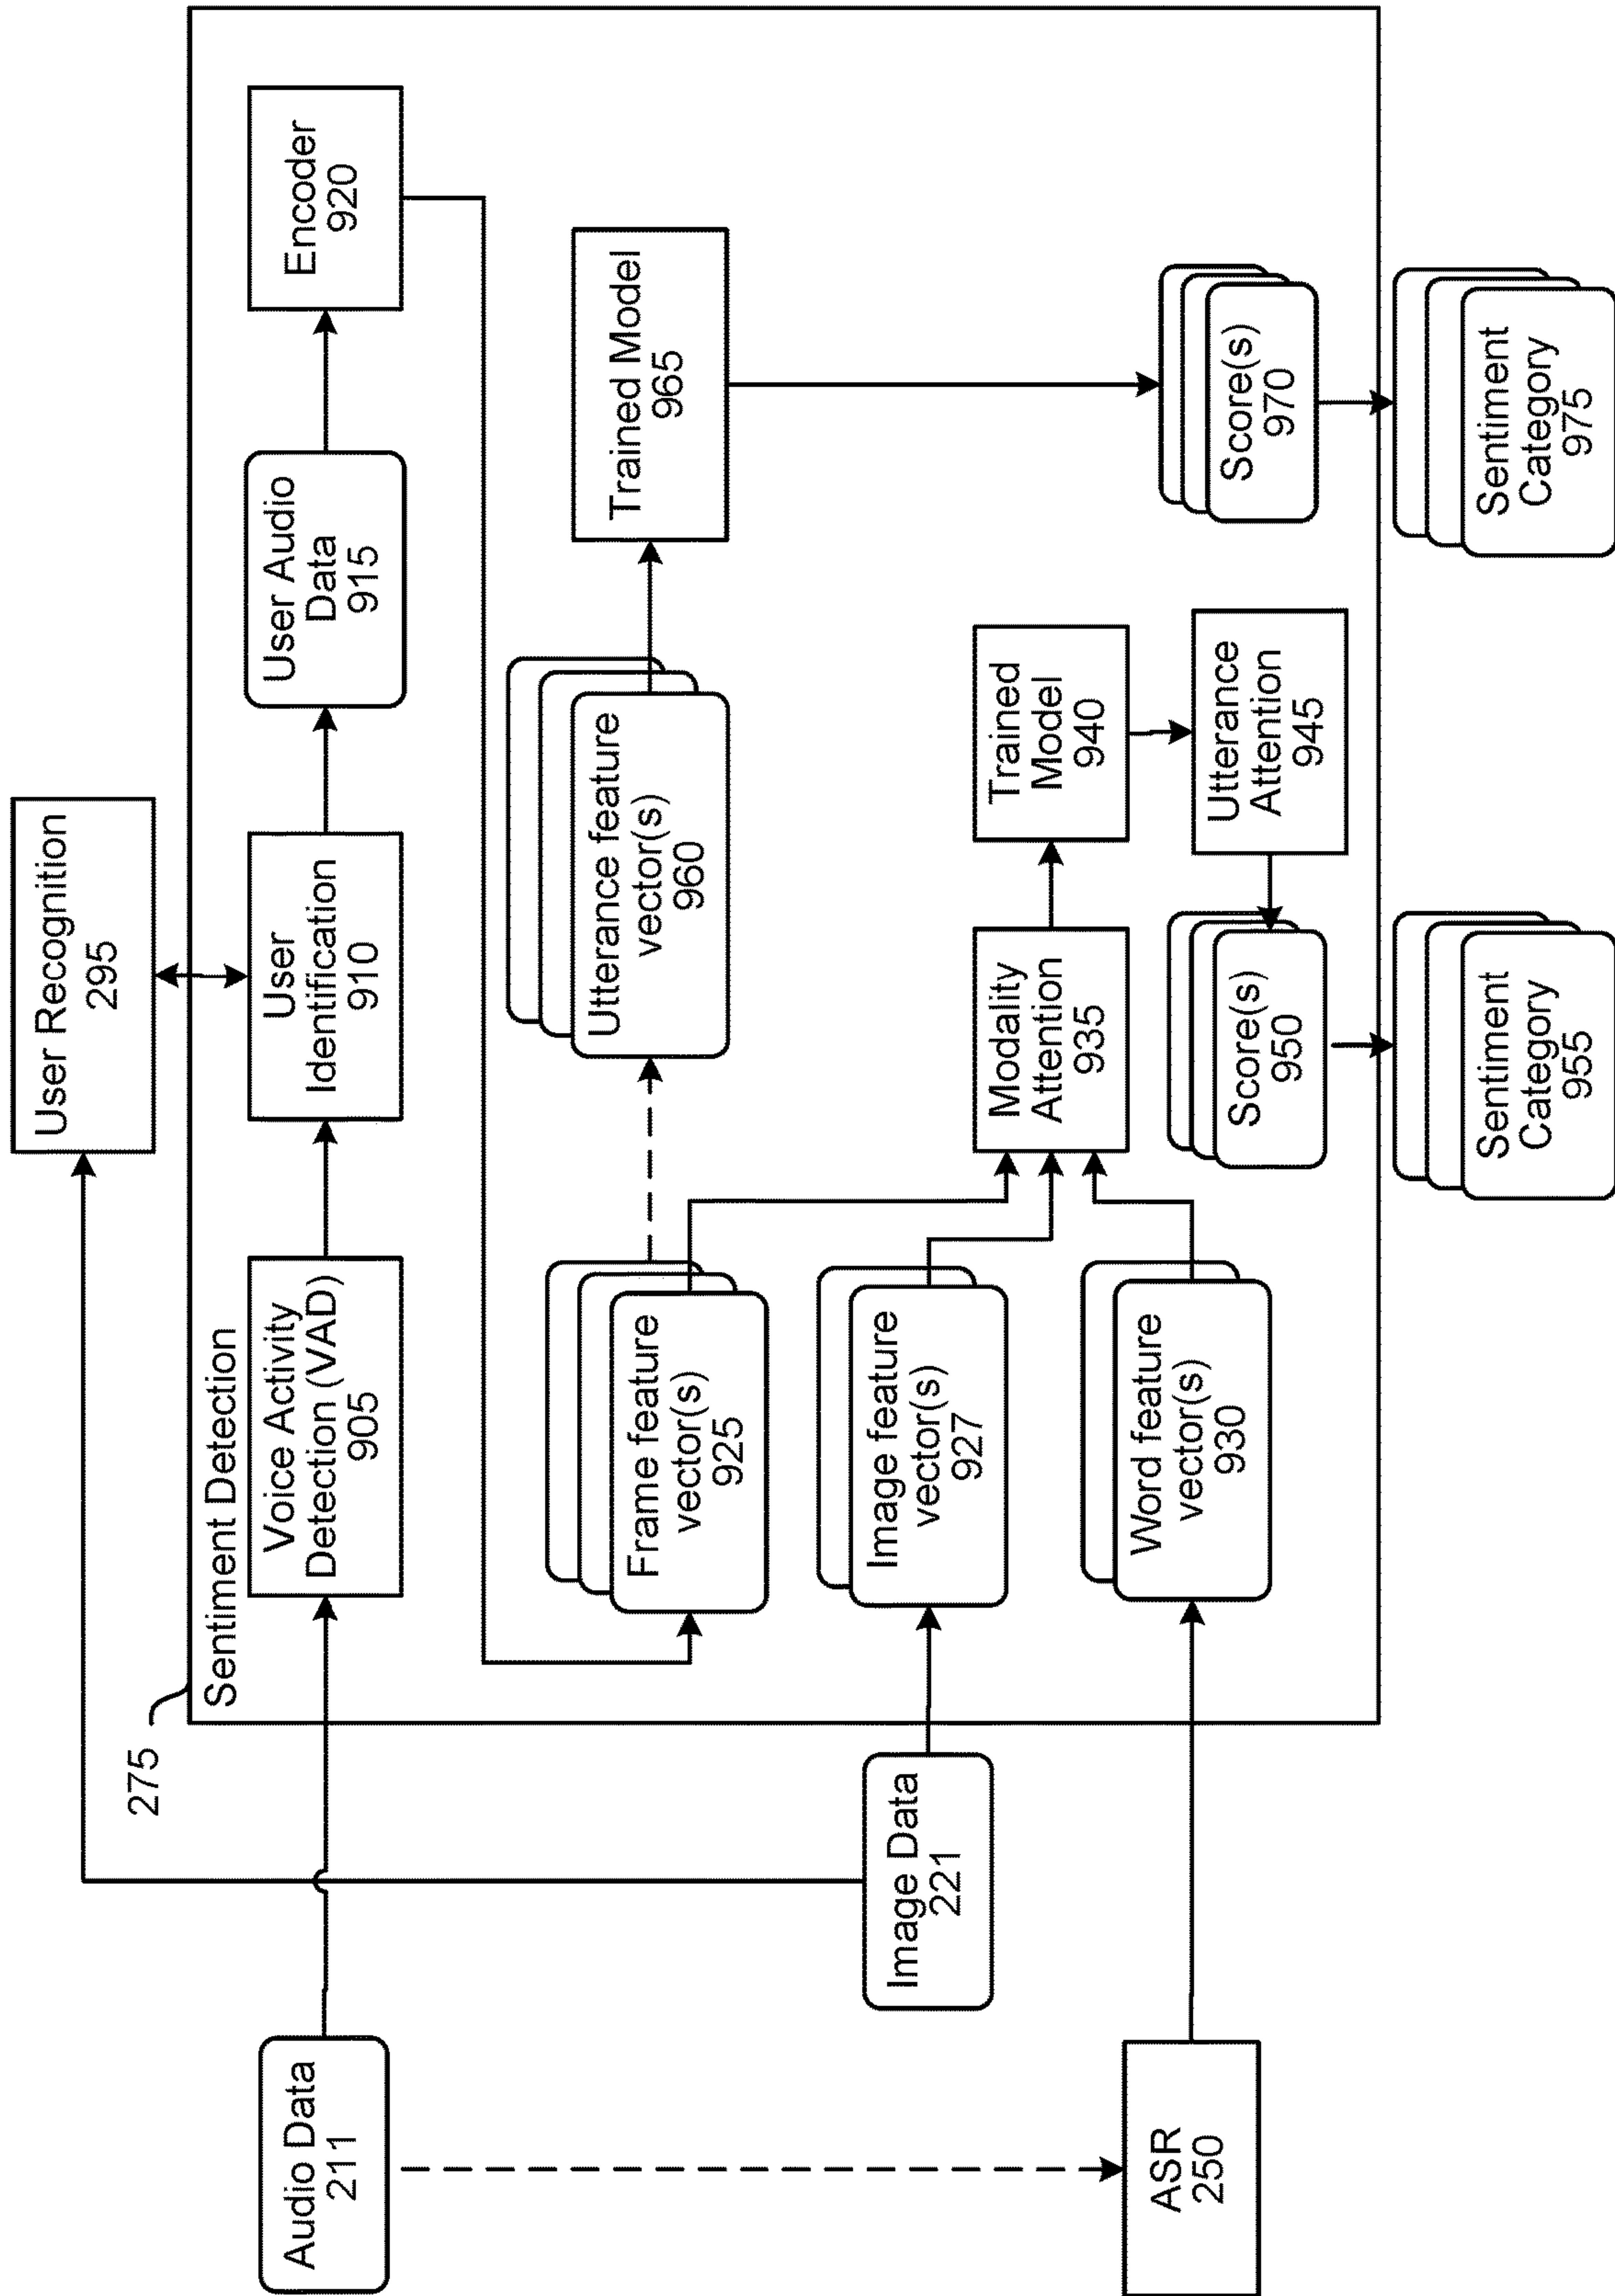 User Recognition
295
275
Sentiment Detection
Audio Data
211
Voice Activity
Detection (VAD)
905
User
Identification
910
User Audio
Data
915
Encoder
920
Frame feature
vector(s)
925
Utterance feature
vector(s)
960
Trained Model
965
Image Data
221
Image feature
vector(s)
927
Modality
Attention
935
Trained
Model
940
ASR
250
Word feature
vector(s)
930
Utterance
Attention
945
Score(s)
950
Score(s)
970
Sentiment
Category
955
Sentiment
Category
975